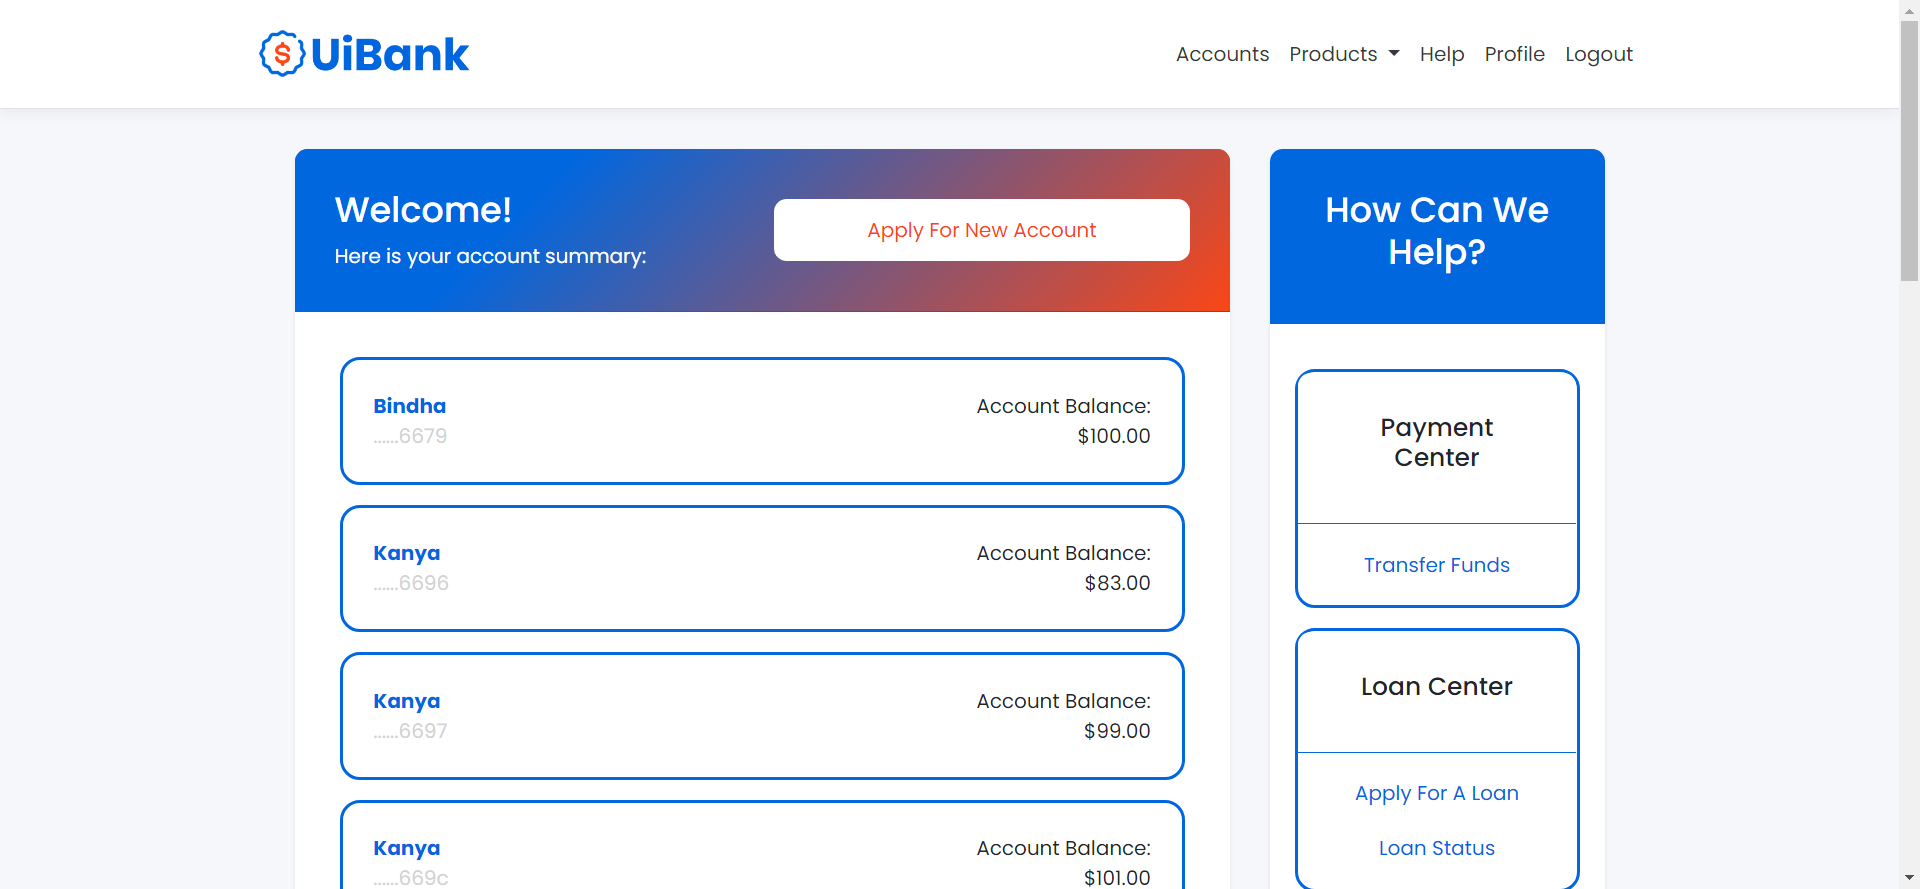 $ UiBank
Accounts Products Help Profile Logout
Welcome!
Here is your account summary:
Apply For New Account
Bindha
......6679
Account Balance:
$100.00
Kanya
......6696
Account Balance:
$83.00
Kanya
......6697
Account Balance:
$99.00
Kanya
......669c
Account Balance:
$101.00
How Can We
Help?
Payment
Center
Transfer Funds
Loan Center
Apply For A Loan
Loan Status